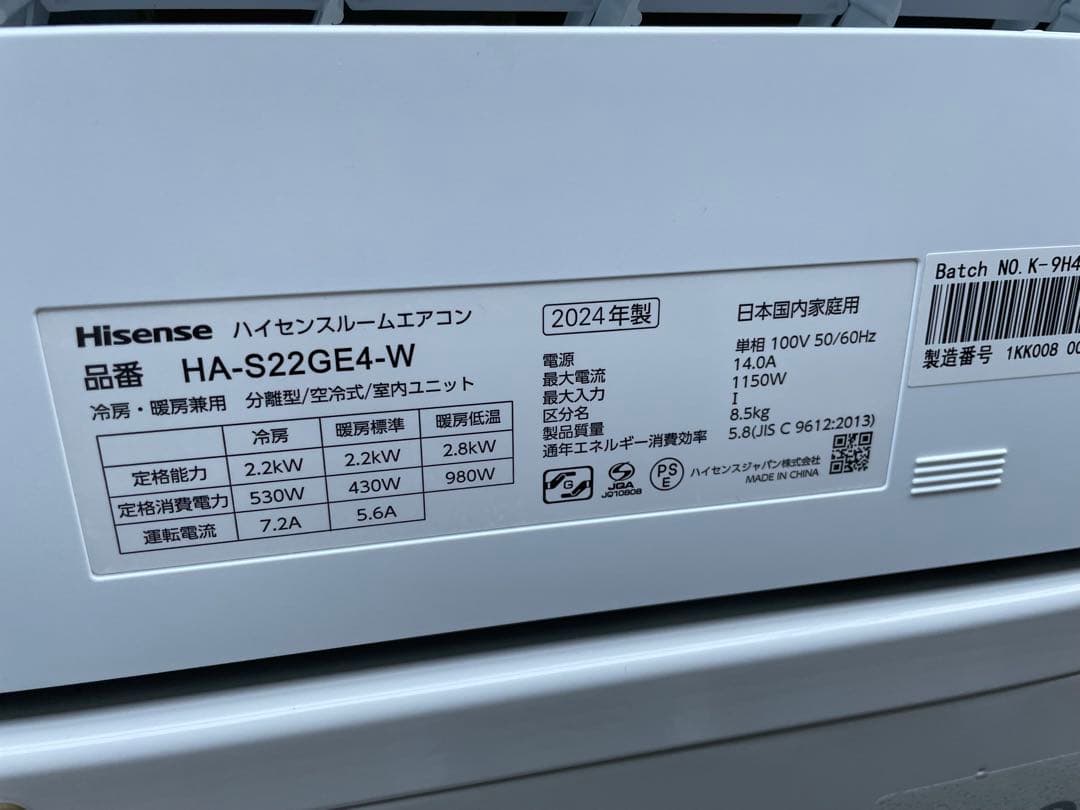 Hisense ハイセンスルームエアコン
品番 HA-S22GE4-W
冷房・暖房兼用 分離型/空冷式/室内ユニット
冷房 暖房標準 暖房低温
定格能力 2.2kW 2.2kW 2.8kW
定格消費電力 530W 430W 980W
運転電流 7.2A 5.6A
2024年製 日本国内家庭用
電源 単相 100V 50/60Hz
最大電流 14.0A
最大入力 1150W
区分名 I
製品質量 8.5kg
通年エネルギー消費効率 5.8(JIS C 9612:2013)
G
JQA
JQ1080B
PS
E
ハイセンスジャパン株式会社
MADE IN CHINA
Batch NO. K-9H4
製造番号 1KK008 00